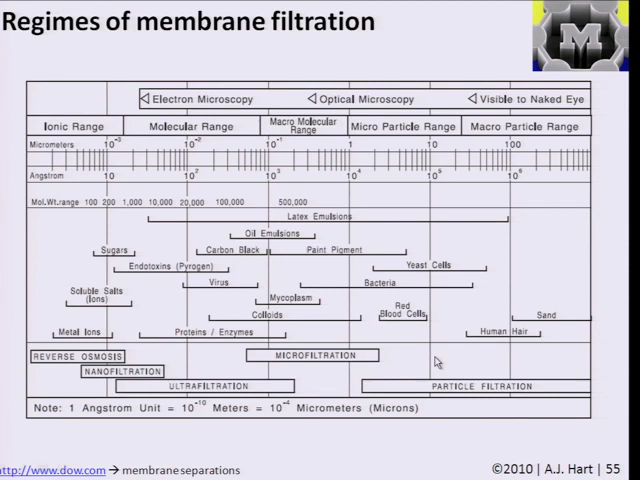 Regimes of membrane filtration
M
Electron Microscopy Optical Microscopy Visible to Naked Eye
Ionic Range Molecular Range Macro Molecular Range Micro Particle Range Macro Particle Range
Micrometers 10⁻³ 10⁻² 10⁻¹ 1 10 100
Angstrom 10 10² 10³ 10⁴ 10⁵ 10⁶
Mol.Wt.range 100 200 1,000 10,000 20,000 100,000 500,000
Latex Emulsions
Oil Emulsions
Sugars Carbon Black Paint Pigment
Endotoxins (Pyrogen) Yeast Cells
Virus Bacteria
Soluble Salts
(Ions)
Mycoplasm
Colloids
Red
Blood Cells
Sand
Metal Ions Proteins / Enzymes Human Hair
REVERSE OSMOSIS MICROFILTRATION
NANOFILTRATION
ULTRAFILTRATION PARTICLE FILTRATION
Note: 1 Angstrom Unit = 10⁻¹⁰ Meters = 10⁻⁴ Micrometers (Microns)
http://www.dow.com → membrane separations
©2010 | A.J. Hart | 55